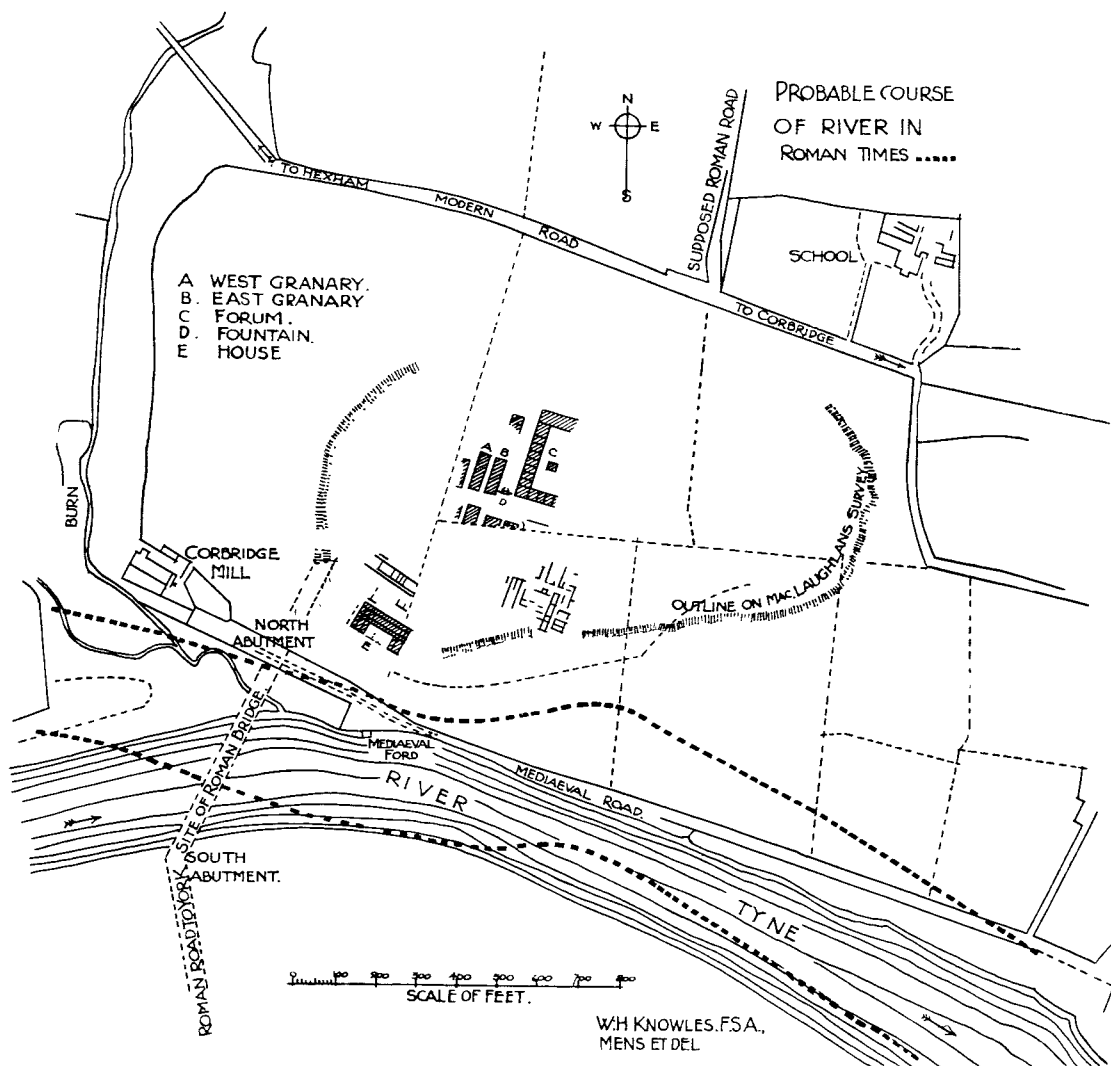 PROBABLE COURSE
OF RIVER IN
ROMAN TIMES
N
W E
S
SUPPOSED ROMAN ROAD
TO HEXHAM
MODERN
ROAD
SCHOOL
TO CORBRIDGE
A WEST GRANARY.
B. EAST GRANARY
C FORUM.
D. FOUNTAIN.
E HOUSE
A B
C
D
BURN
CORBRIDGE
MILL
OUTLINE ON MAC.LAUGHLANS SURVEY
NORTH
ABUTMENT
E
MEDIAEVAL
FORD
MEDIAEVAL ROAD
RIVER
TYNE
SITE OF ROMAN BRIDGE.
SOUTH
ABUTMENT.
ROMAN ROAD TO YORK
0 100 200 300 400 500 600 700 800
SCALE OF FEET.
W.H KNOWLES.F.S.A.,
MENS ET DEL